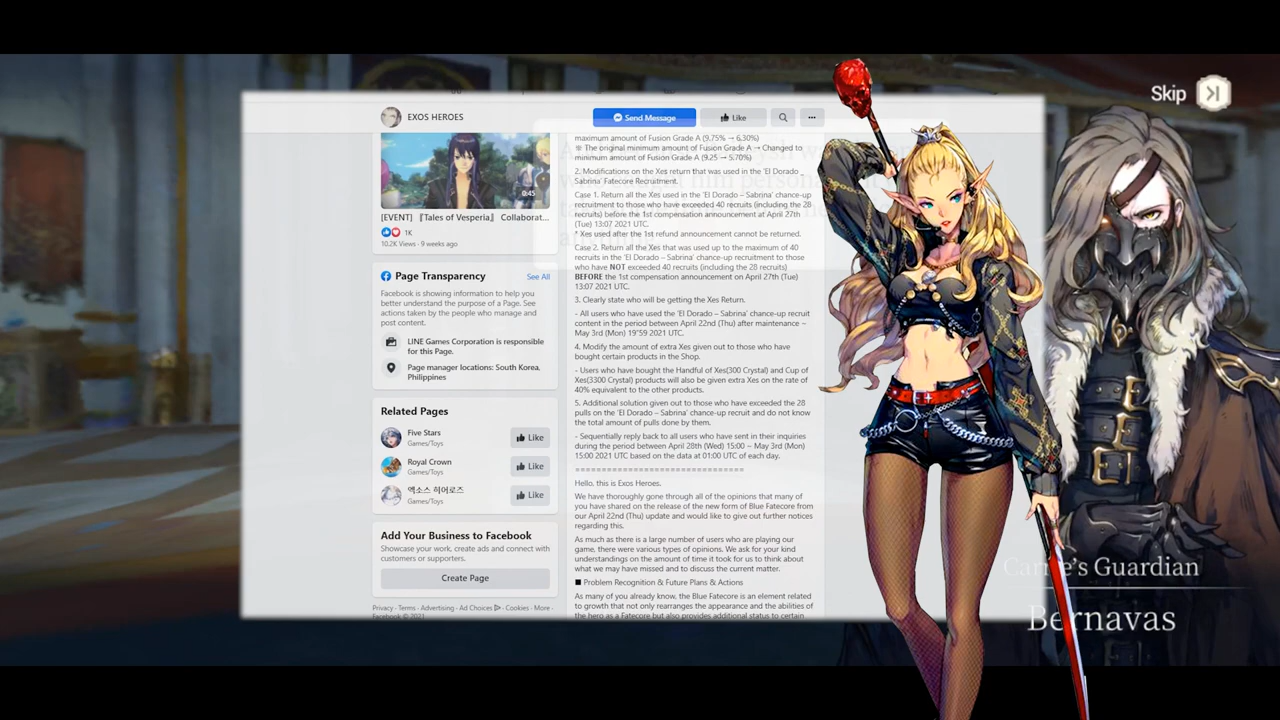 Skip
EXOS HEROES
Send Message
Like
0:45
[EVENT] 『Tales of Vesperia』 Collaborat...
1K
10.2K Views · 9 weeks ago
Page Transparency
See All
Facebook is showing information to help you
better understand the purpose of a Page. See
actions taken by the people who manage and
post content.
LINE Games Corporation is responsible
for this Page.
Page manager locations: South Korea,
Philippines
Related Pages
Five Stars
Games/Toys
Like
Royal Crown
Games/Toys
Like
엑소스 히어로즈
Games/Toys
Like
Add Your Business to Facebook
Showcase your work, create ads and connect with
customers or supporters.
Create Page
Privac​y · Terms · Advertising · Ad Choices · Cookies · More ·
Facebook © 2021
maximum amount of Fusion Grade A (9.75% → 6.30%)
※ The original minimum amount of Fusion Grade A → Changed to
minimum amount of Fusion Grade A (9.25 → 5.70%)
2. Modifications on the Xes return that was used in the 'El Dorado –
Sabrina' Fatecore Recruitment.
Case 1. Return all the Xes used in the 'El Dorado – Sabrina' chance-up
recruitment to those who have exceeded 40 recruits (including the 28
recruits) before the 1st compensation announcement at April 27th
(Tue) 13:07 2021 UTC.
* Xes used after the 1st refund announcement cannot be returned.
Case 2. Return all the Xes that was used up to the maximum of 40
recruits in the 'El Dorado – Sabrina' chance-up recruitment to those
who have NOT exceeded 40 recruits (including the 28 recruits)
BEFORE the 1st compensation announcement on April 27th (Tue)
13:07 2021 UTC.
3. Clearly state who will be getting the Xes Return.
- All users who have used the 'El Dorado – Sabrina' chance-up recruit
content in the period between April 22nd (Thu) after maintenance ~
May 3rd (Mon) 19"59 2021 UTC.
4. Modify the amount of extra Xes given out to those who have
bought certain products in the Shop.
- Users who have bought the Handful of Xes(300 Crystal) and Cup of
Xes(3300 Crystal) products will also be given extra Xes on the rate of
40% equivalent to the other products.
5. Additional solution given out to those who have exceeded the 28
pulls on the 'El Dorado – Sabrina' chance-up recruit and do not know
the total amount of pulls done by them.
- Sequentially reply back to all users who have sent in their inquiries
during the period between April 28th (Wed) 15:00 ~ May 3rd (Mon)
15:00 2021 UTC based on the data at 01:00 UTC of each day.
================================
Hello, this is Exos Heroes.
We have thoroughly gone through all of the opinions that many of
you have shared on the release of the new form of Blue Fatecore from
our April 22nd (Thu) update and would like to give out further notices
regarding this.
As much as there is a large number of users who are playing our
game, there were various types of opinions. We ask for your kind
understandings on the amount of time it took for us to think about
what we may have missed and to discuss the current matter.
■ Problem Recognition & Future Plans & Actions
As many of you already know, the Blue Fatecore is an element related
to growth that not only rearranges the appearance and the abilities of
the hero as a Fatecore but also provides additional status to certain
Carrie's Guardian
Bernavas